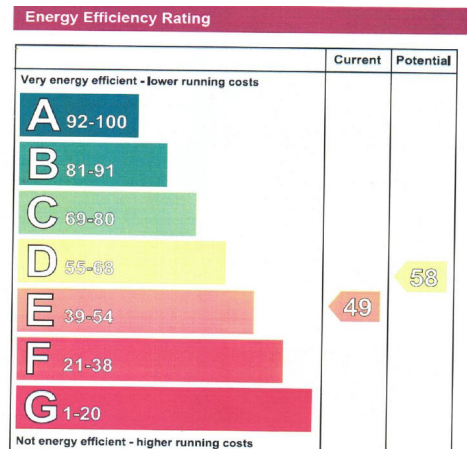 Energy Efficiency Rating
Current Potential
Very energy efficient - lower running costs
A 92-100
B 81-91
C 69-80
D 55-68
58
E 39-54
49
F 21-38
G 1-20
Not energy efficient - higher running costs